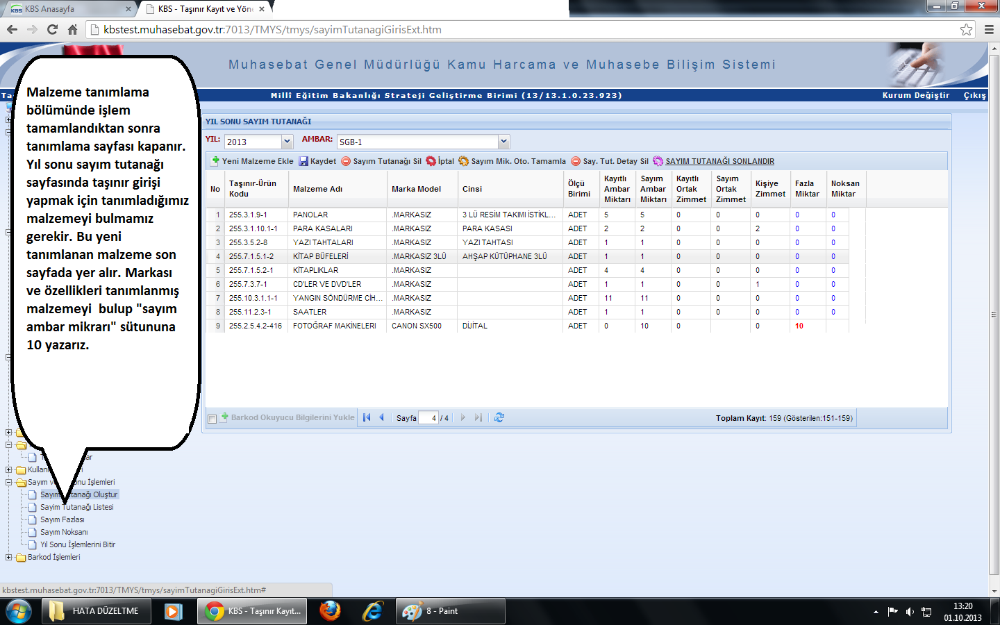 KBS Anasayfa
KBS - Taşınır Kayıt ve Yön
kbstest.muhasebat.gov.tr:7013/TMYS/tmys/sayimTutanagiGirisExt.htm
Muhasebat Genel Müdürlüğü Kamu Harcama ve Muhasebe Bilişim Sistemi
Millî Eğitim Bakanlığı Strateji Geliştirme Birimi (13/13.1.0.23.923)
Kurum Değiştir Çıkış
Malzeme tanımlama
bölümünde işlem
tamamlandıktan sonra
tanımlama sayfası kapanır.
Yıl sonu sayım tutanağı
sayfasında taşınır girişi
yapmak için tanımladığımız
malzemeyi bulmamız
gerekir. Bu yeni
tanımlanan malzeme son
sayfada yer alır. Markası
ve özellikleri tanımlanmış
malzemeyi bulup "sayım
ambar mikrarı" sütununa
10 yazarız.
YIL SONU SAYIM TUTANAĞI
YIL: 2013 AMBAR: SGB-1
Yeni Malzeme Ekle Kaydet Sayım Tutanağı Sil İptal Sayım Mik. Oto. Tamamla Say. Tut. Detay Sil SAYIM TUTANAĞI SONLANDIR
No Taşınır-Ürün Kodu Malzeme Adı Marka Model Cinsi Ölçü Birimi Kayıtlı Ambar Miktarı Sayım Ambar Miktarı Kayıtlı Ortak Zimmet Sayım Ortak Zimmet Kişiye Zimmet Fazla Miktar Noksan Miktar
1 255.3.1.9-1 PANOLAR .MARKASIZ 3 LÜ RESİM TAKIMI İSTİKL... ADET 5 5 0 0 0 0 0
2 255.3.1.10.1-1 PARA KASALARI .MARKASIZ PARA KASASI ADET 2 2 0 0 2 0 0
3 255.3.5.2-8 YAZI TAHTALARI .MARKASIZ YAZI TAHTASI ADET 1 1 0 0 0 0 0
4 255.7.1.5.1-2 KİTAP BÜFELERİ .MARKASIZ 3LÜ AHŞAP KÜTÜPHANE 3LÜ ADET 1 1 0 0 0 0 0
5 255.7.1.5.2-1 KİTAPLIKLAR .MARKASIZ ADET 4 4 0 0 0 0 0
6 255.7.3.7-1 CD'LER VE DVD'LER .MARKASIZ ADET 1 1 0 0 1 0 0
7 255.10.3.1.1-1 YANGIN SÖNDÜRME CİH... .MARKASIZ ADET 11 11 0 0 0 0 0
8 255.11.2.3-1 SAATLER .MARKASIZ ADET 1 1 0 0 0 0 0
9 255.2.5.4.2-416 FOTOĞRAF MAKİNELERİ CANON SX500 DİJİTAL ADET 0 10 0 0 10
Barkod Okuyucu Bilgilerini Yukle Sayfa 4 / 4 Toplam Kayıt: 159 (Gösterilen:151-159)
Sayım Tutanağı Oluştur
Sayim Tutanağı Listesi
Sayım Fazlası
Sayım Noksanı
Yıl Sonu İşlemlerini Bitir
Barkod İşlemleri
kbstest.muhasebat.gov.tr:7013/TMYS/tmys/sayimTutanagiGirisExt.htm#
HATA DÜZELTME
KBS - Taşınır Kayıt...
8 - Paint
13:20
01.10.2013